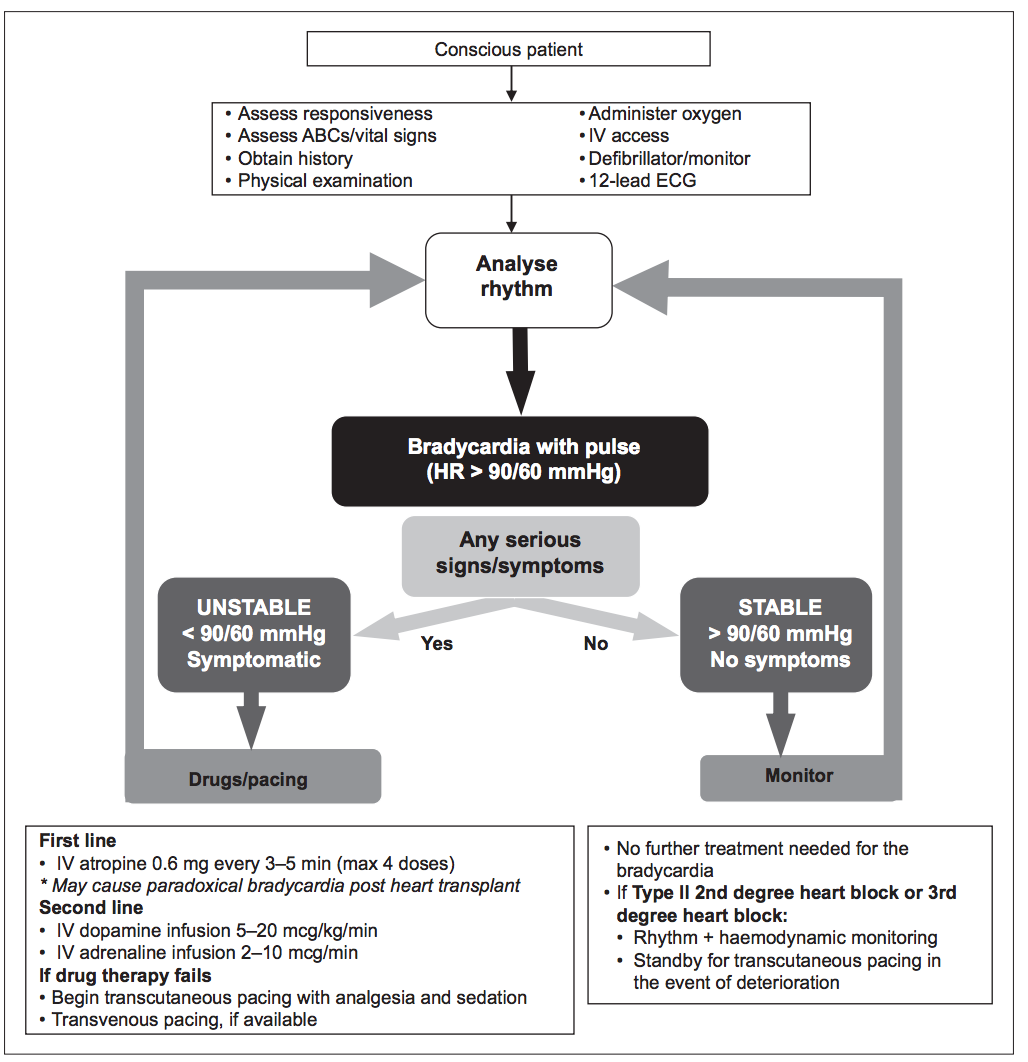 Conscious patient
• Assess responsiveness
• Assess ABCs/vital signs
• Obtain history
• Physical examination
• Administer oxygen
• IV access
• Defibrillator/monitor
• 12-lead ECG
Analyse
rhythm
Bradycardia with pulse
(HR > 90/60 mmHg)
Any serious
signs/symptoms
Yes
No
UNSTABLE
< 90/60 mmHg
Symptomatic
STABLE
> 90/60 mmHg
No symptoms
Drugs/pacing
Monitor
First line
• IV atropine 0.6 mg every 3–5 min (max 4 doses)
* May cause paradoxical bradycardia post heart transplant
Second line
• IV dopamine infusion 5–20 mcg/kg/min
• IV adrenaline infusion 2–10 mcg/min
If drug therapy fails
• Begin transcutaneous pacing with analgesia and sedation
• Transvenous pacing, if available
• No further treatment needed for the
bradycardia
• If Type II 2nd degree heart block or 3rd
degree heart block:
• Rhythm + haemodynamic monitoring
• Standby for transcutaneous pacing in
the event of deterioration